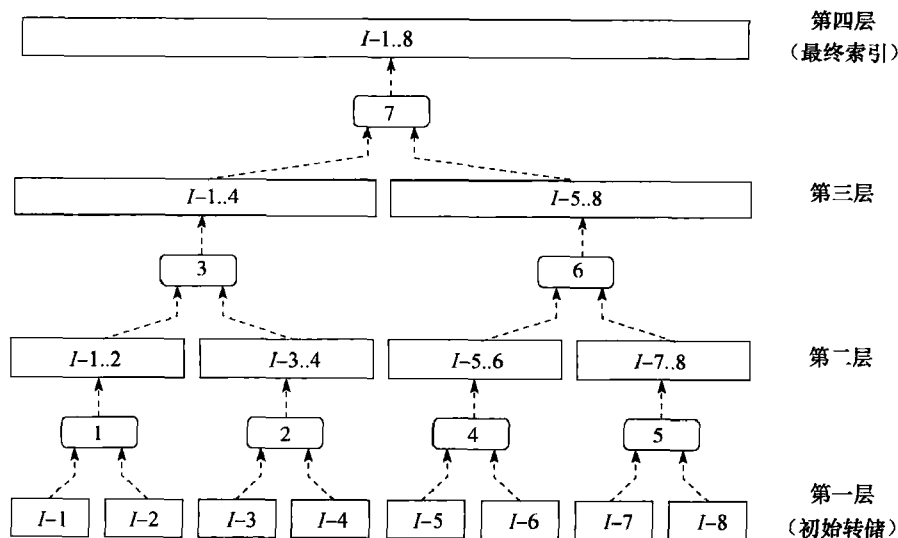 第四层
I–1..8
(最终索引)
7
I–1..4
I–5..8
第三层
3
6
I–1..2
I–3..4
I–5..6
I–7..8
第二层
1
2
4
5
第一层
I–1
I–2
I–3
I–4
I–5
I–6
I–7
I–8
(初始转储)